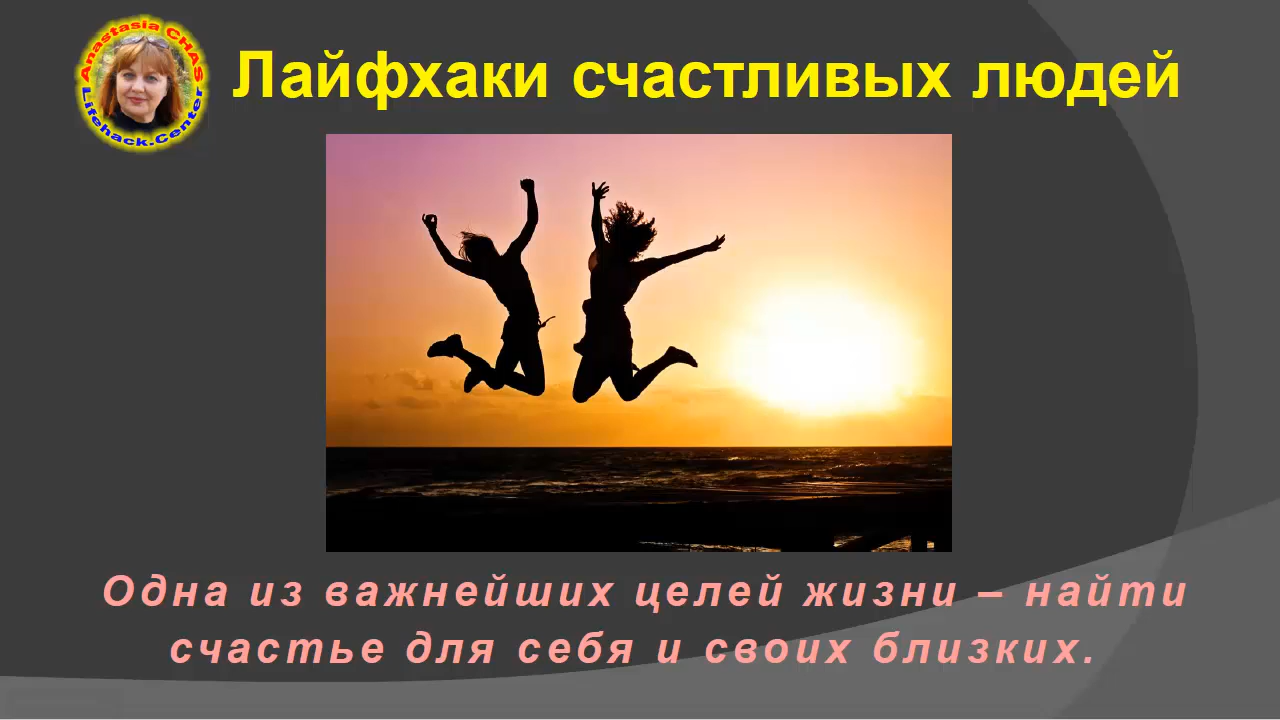 Anastasia CHAS
Lifehack.Center
Лайфхаки счастливых людей
Одна из важнейших целей жизни – найти
счастье для себя и своих близких.